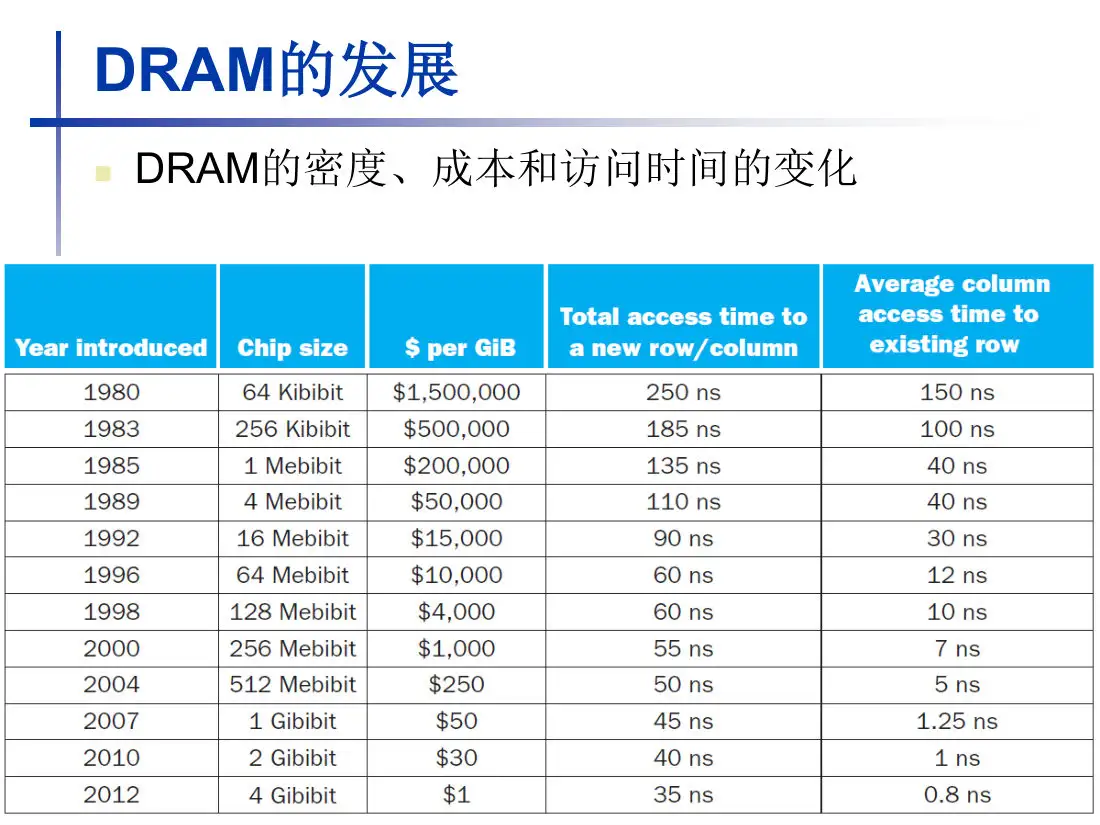 DRAM的发展
DRAM的密度、成本和访问时间的变化
Year introduced Chip size $ per GiB Total access time to a new row/column Average column access time to existing row
1980 64 Kibibit $1,500,000 250 ns 150 ns
1983 256 Kibibit $500,000 185 ns 100 ns
1985 1 Mebibit $200,000 135 ns 40 ns
1989 4 Mebibit $50,000 110 ns 40 ns
1992 16 Mebibit $15,000 90 ns 30 ns
1996 64 Mebibit $10,000 60 ns 12 ns
1998 128 Mebibit $4,000 60 ns 10 ns
2000 256 Mebibit $1,000 55 ns 7 ns
2004 512 Mebibit $250 50 ns 5 ns
2007 1 Gibibit $50 45 ns 1.25 ns
2010 2 Gibibit $30 40 ns 1 ns
2012 4 Gibibit $1 35 ns 0.8 ns